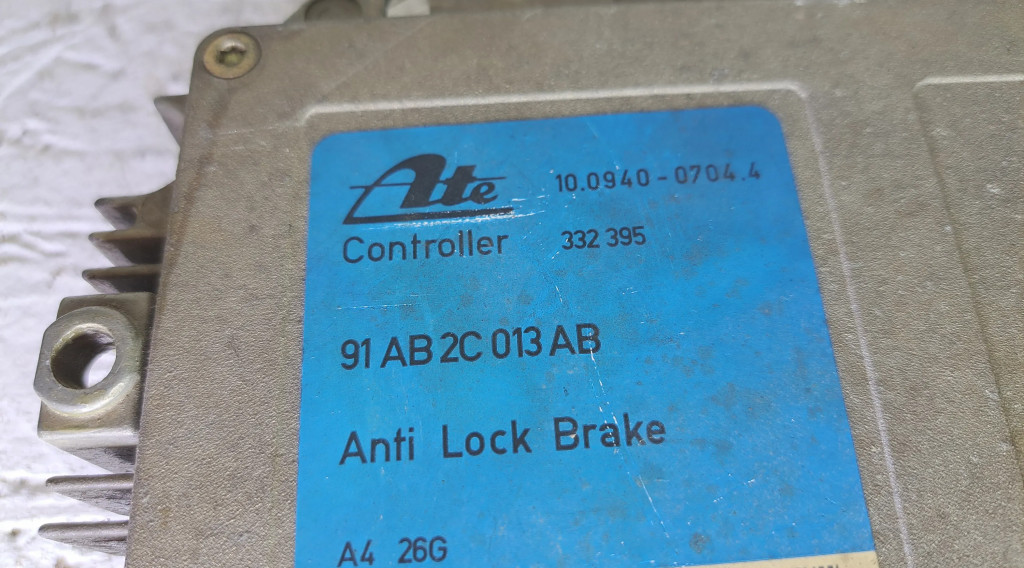 Ate 10.0940-0704.4
Controller 332 395
91 AB 2C 013 AB
Anti Lock Brake
A4 26G